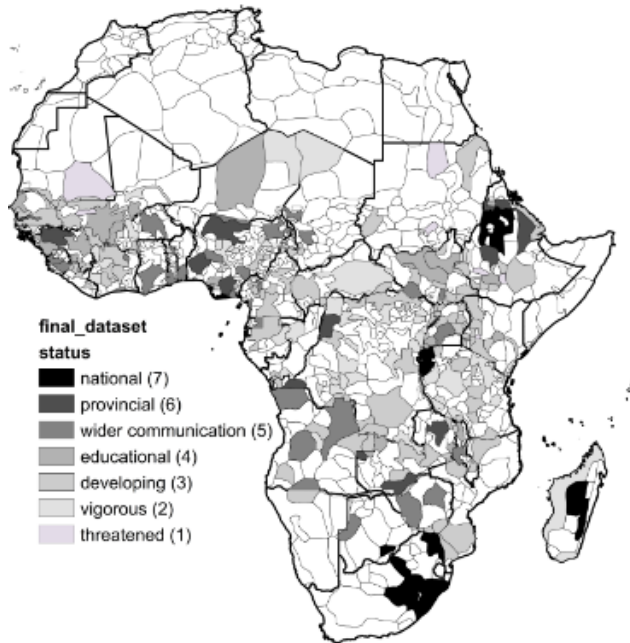 final_dataset
status
national (7)
provincial (6)
wider communication (5)
educational (4)
developing (3)
vigorous (2)
threatened (1)